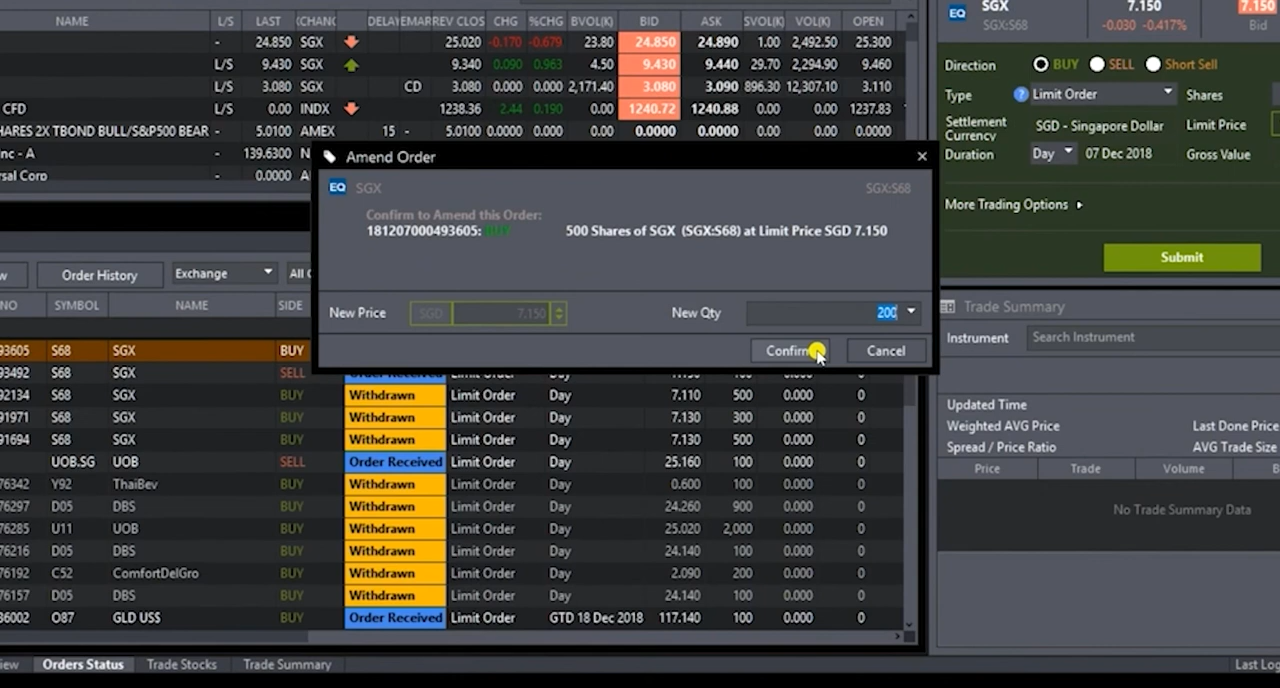 NAME L/S LAST (CHANC DELAY EMAR REV CLOS CHG %CHG BVOL(K) BID ASK SVOL(K) VOL(K) OPEN
- 24.850 SGX 25.020 -0.170 -0.679 23.80 24.850 24.890 1.00 2,492.50 25.300
L/S 9.430 SGX 9.340 0.090 0.963 4.50 9.430 9.440 29.70 2,294.90 9.460
L/S 3.080 SGX CD 3.080 0.000 0.000 2,171.40 3.080 3.090 896.30 12,307.10 3.110
CFD L/S 0.00 INDX 1238.36 2.44 0.190 0.00 1240.72 1240.88 0.00 0.00 1237.83
HARES 2X TBOND BULL/S&P500 BEAR - 5.0100 AMEX 15 - 5.0100 0.0000 0.000 0.00 0.0000 0.0000 0.00 0.00 0.0000
nc - A - 139.6300 N
rsal Corp - 0.0000 A
EQ SGX 7.150 7.150
SGX:S68 -0.030 -0.417% Bid
Direction BUY SELL Short Sell
Type ? Limit Order Shares
Settlement Currency SGD - Singapore Dollar Limit Price
Duration Day 07 Dec 2018 Gross Value
More Trading Options
Submit
Amend Order
EQ SGX SGX:S68
Confirm to Amend this Order:
181207000493605: BUY 500 Shares of SGX (SGX:S68) at Limit Price SGD 7.150
New Price SGD 7.150 New Qty 200
Confirm Cancel
w Order History Exchange All
NO SYMBOL NAME SIDE
93605 S68 SGX BUY
93492 S68 SGX SELL Order Received Limit Order Day 100 0.000 0
92134 S68 SGX BUY Withdrawn Limit Order Day 7.110 500 0.000 0
91971 S68 SGX BUY Withdrawn Limit Order Day 7.130 300 0.000 0
91694 S68 SGX BUY Withdrawn Limit Order Day 7.130 500 0.000 0
UOB.SG UOB SELL Order Received Limit Order Day 25.160 100 0.000 0
76342 Y92 ThaiBev BUY Withdrawn Limit Order Day 0.600 100 0.000 0
76297 D05 DBS BUY Withdrawn Limit Order Day 24.260 900 0.000 0
76285 U11 UOB BUY Withdrawn Limit Order Day 25.020 2,000 0.000 0
76216 D05 DBS BUY Withdrawn Limit Order Day 24.140 100 0.000 0
76192 C52 ComfortDelGro BUY Withdrawn Limit Order Day 2.090 200 0.000 0
76157 D05 DBS BUY Withdrawn Limit Order Day 24.140 100 0.000 0
36002 O87 GLD US$ BUY Order Received Limit Order GTD 18 Dec 2018 117.140 100 0.000 0
Trade Summary
Instrument Search Instrument
Updated Time
Weighted AVG Price Last Done Price
Spread / Price Ratio AVG Trade Size
Price Trade Volume B
No Trade Summary Data
iew Orders Status Trade Stocks Trade Summary Last Log